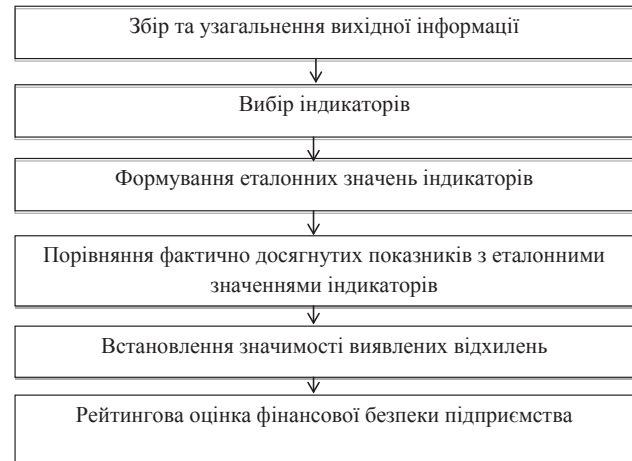 Збір та узагальнення вихідної інформації
Вибір індикаторів
Формування еталонних значень індикаторів
Порівняння фактично досягнутих показників з еталонними
значеннями індикаторів
Встановлення значимості виявлених відхилень
Рейтингова оцінка фінансової безпеки підприємства